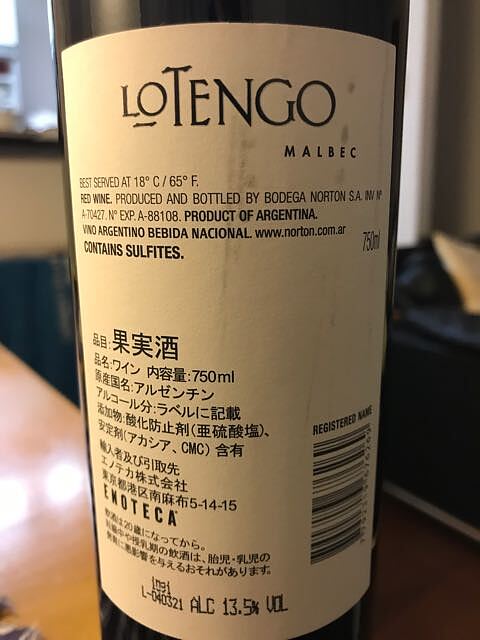 LOTENGO
MALBEC
BEST SERVED AT 18° C / 65° F.
RED WINE. PRODUCED AND BOTTLED BY BODEGA NORTON S.A. INV Nº
A-70427. Nº EXP. A-88108. PRODUCT OF ARGENTINA.
VINO ARGENTINO BEBIDA NACIONAL. www.norton.com.ar
750ml
CONTAINS SULFITES.
品目:果実酒
品名:ワイン 内容量:750ml
原産国名:アルゼンチン
アルコール分:ラベルに記載
添加物:酸化防止剤(亜硫酸塩)、
安定剤(アカシア、CMC)含有
輸入者及び引取先
エノテカ株式会社
東京都港区南麻布5-14-15
ENOTECA
飲酒は20歳になってから。
妊娠中や授乳期の飲酒は、胎児・乳児の
発育に悪影響を与えるおそれがあります。
REGISTERED NAME
L-040321 ALC 13.5% VOL